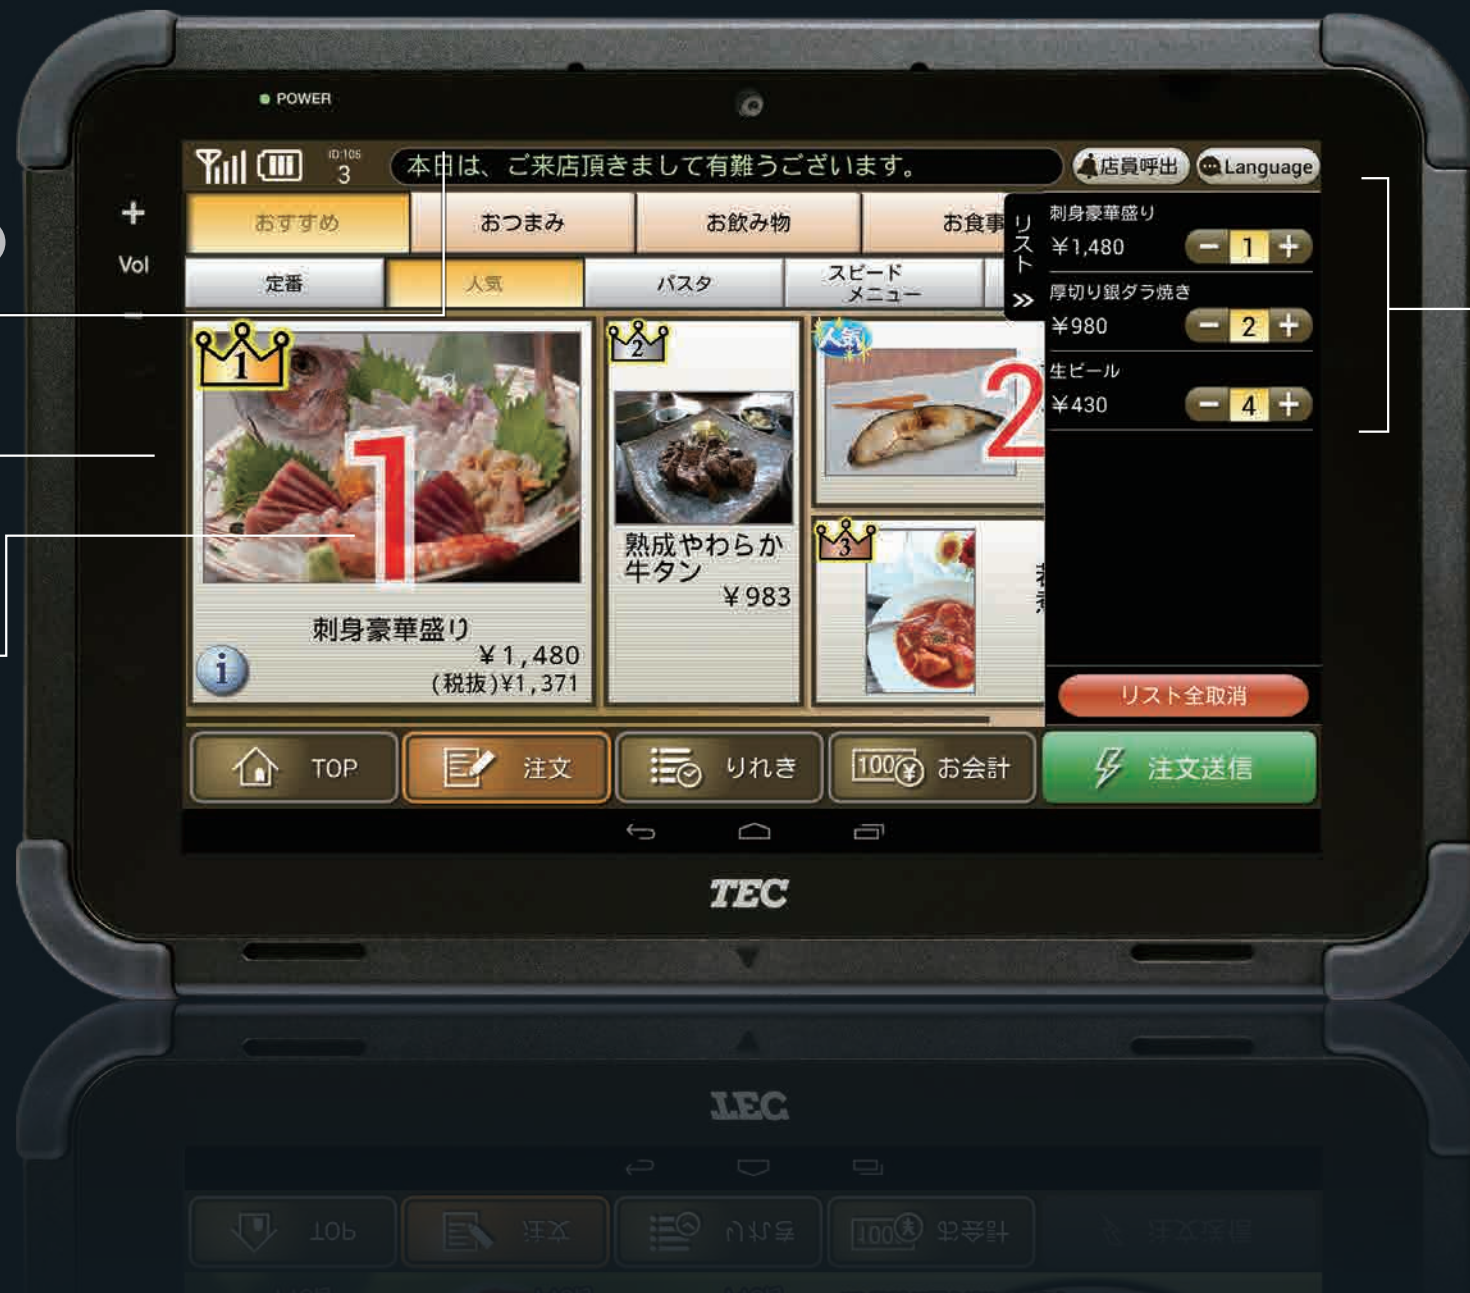 POWER
ID:105
3
本日は、ご来店頂きまして有難うございます。
店員呼出
Language
+
Vol
-
おすすめ
おつまみ
お飲み物
お食事
定番
人気
パスタ
スピード
メニュー
リスト
»
刺身豪華盛り
¥1,480
- 1 +
厚切り銀ダラ焼き
¥980
- 2 +
生ビール
¥430
- 4 +
1
1
刺身豪華盛り
¥1,480
(税抜)¥1,371
i
2
熟成やわらか
牛タン
¥983
人気
2
3
リスト全取消
TOP
注文
100¥
りれき
お会計
注文送信
TEC